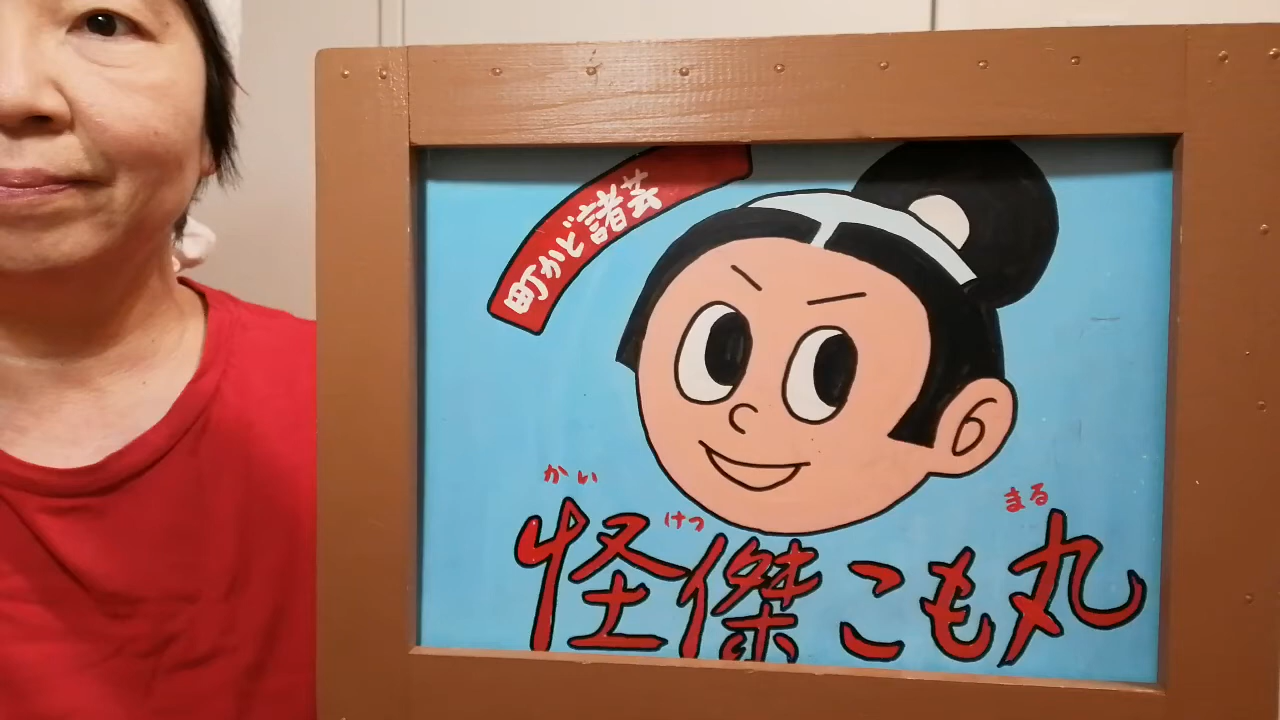 町かど諸芸
かい けつ まる
怪傑こも丸